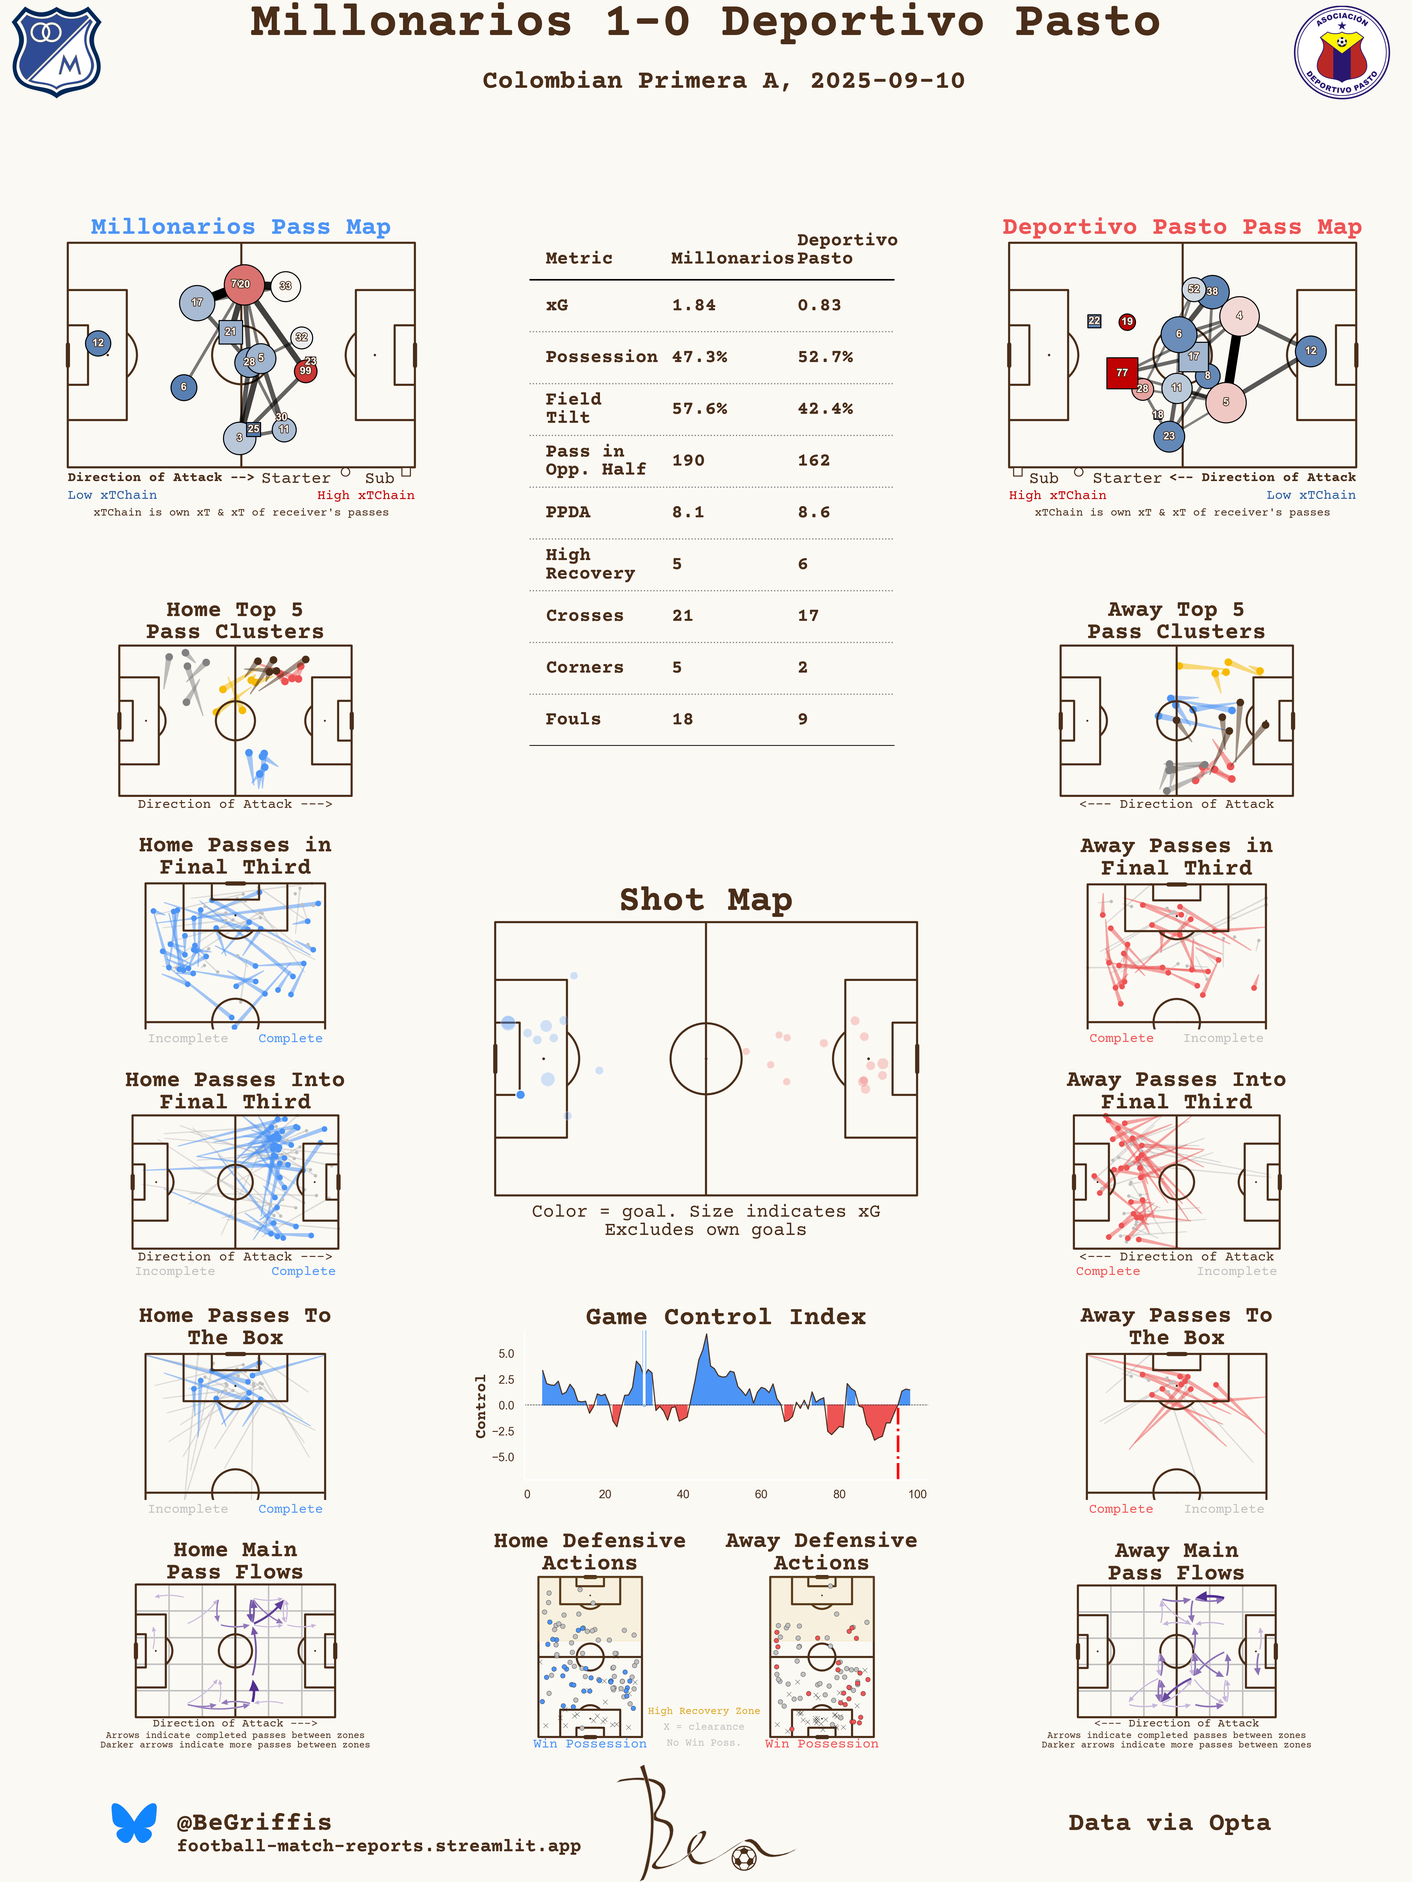 Millonarios 1-0 Deportivo Pasto
Colombian Primera A, 2025-09-10
M
ASOCIACIÓN
DEPORTIVO PASTO
Millonarios Pass Map
12
17
20
33
21
32
28
5
23
99
6
30
25
11
3
Direction of Attack --> Starter Sub
Low xTChain High xTChain
xTChain is own xT & xT of receiver's passes
Metric Millonarios Deportivo Pasto
xG 1.84 0.83
Possession 47.3% 52.7%
Field Tilt 57.6% 42.4%
Pass in Opp. Half 190 162
PPDA 8.1 8.6
High Recovery 5 6
Crosses 21 17
Corners 5 2
Fouls 18 9
Deportivo Pasto Pass Map
52
38
22
19
4
6
12
17
77
8
28
11
5
18
23
Sub Starter <-- Direction of Attack
High xTChain Low xTChain
xTChain is own xT & xT of receiver's passes
Home Top 5
Pass Clusters
Direction of Attack --->
Away Top 5
Pass Clusters
<--- Direction of Attack
Home Passes in
Final Third
Incomplete Complete
Away Passes in
Final Third
Complete Incomplete
Shot Map
Color = goal. Size indicates xG
Excludes own goals
Home Passes Into
Final Third
Direction of Attack --->
Incomplete Complete
Away Passes Into
Final Third
<--- Direction of Attack
Complete Incomplete
Home Passes To
The Box
Incomplete Complete
Game Control Index
Control
5.0
2.5
0.0
−2.5
−5.0
0 20 40 60 80 100
Away Passes To
The Box
Complete Incomplete
Home Main
Pass Flows
Direction of Attack --->
Arrows indicate completed passes between zones
Darker arrows indicate more passes between zones
Home Defensive
Actions
Win Possession
Away Defensive
Actions
Win Possession
High Recovery Zone
X = clearance
No Win Poss.
Away Main
Pass Flows
<--- Direction of Attack
Arrows indicate completed passes between zones
Darker arrows indicate more passes between zones
@BeGriffis
football-match-reports.streamlit.app
Ben
Data via Opta